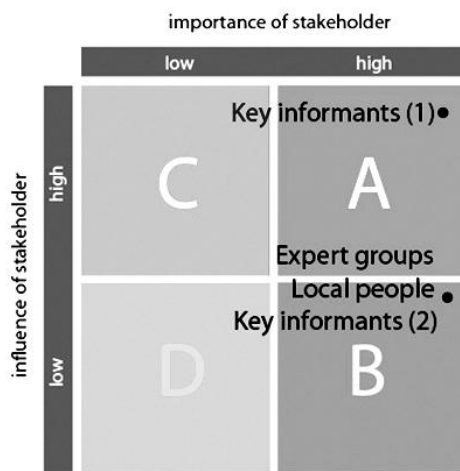 importance of stakeholder
low high
influence of stakeholder
high
low
Key informants (1)
C A
Expert groups
Local people
Key informants (2)
D B